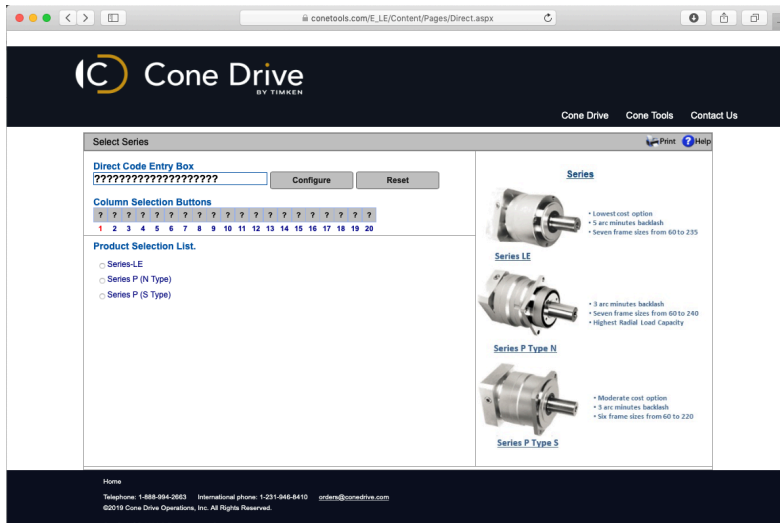 conetools.com/E_LE/Content/Pages/Direct.aspx
Cone Drive
BY TIMKEN
Cone Drive Cone Tools Contact Us
Select Series
Print ? Help
Direct Code Entry Box
????????????????????
Configure Reset
Column Selection Buttons
? ? ? ? ? ? ? ? ? ? ? ? ? ? ? ? ? ? ? ?
1 2 3 4 5 6 7 8 9 10 11 12 13 14 15 16 17 18 19 20
Product Selection List.
Series-LE
Series P (N Type)
Series P (S Type)
Series
• Lowest cost option
• 5 arc minutes backlash
• Seven frame sizes from 60 to 235
Series LE
• 3 arc minutes backlash
• Seven frame sizes from 60 to 240
• Highest Radial Load Capacity
Series P Type N
• Moderate cost option
• 3 arc minutes backlash
• Six frame sizes from 60 to 220
Series P Type S
Home
Telephone: 1-888-994-2663 International phone: 1-231-946-8410 orders@conedrive.com
©2019 Cone Drive Operations, Inc. All Rights Reserved.